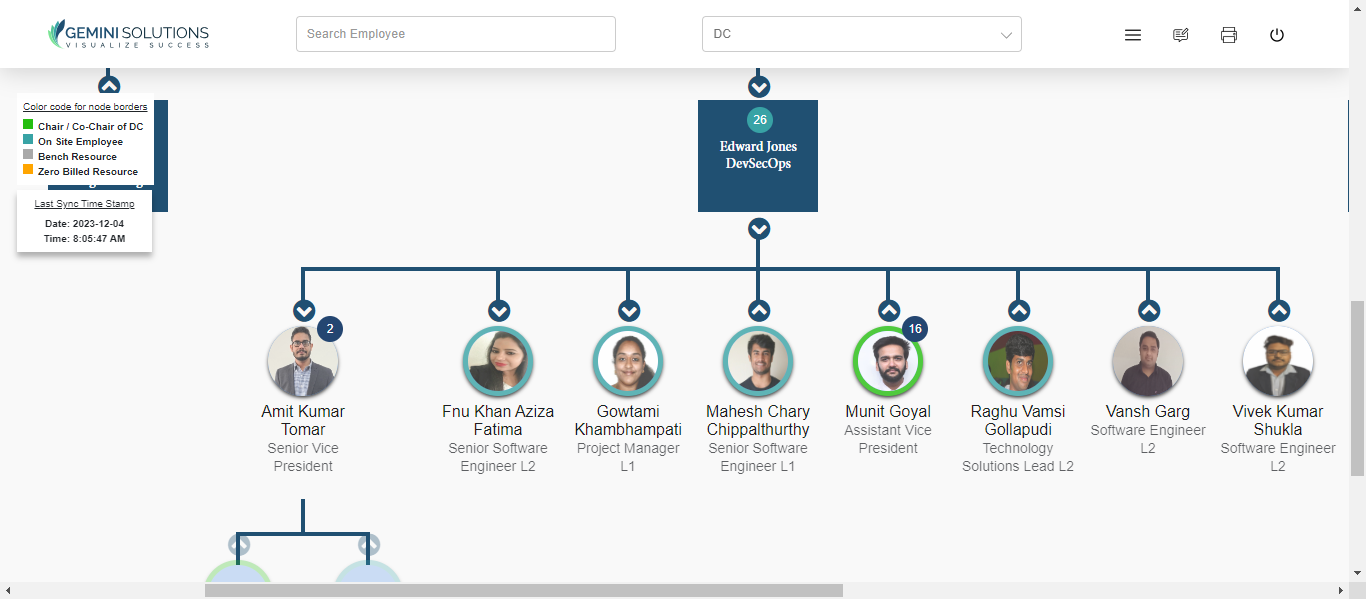 GEMINI SOLUTIONS
VISUALIZE SUCCESS
Search Employee
DC
Color code for node borders
Chair / Co-Chair of DC
On Site Employee
Bench Resource
Zero Billed Resource
Last Sync Time Stamp
Date: 2023-12-04
Time: 8:05:47 AM
26
Edward Jones
DevSecOps
2
Amit Kumar
Tomar
Senior Vice
President
Fnu Khan Aziza
Fatima
Senior Software
Engineer L2
Gowtami
Khambhampati
Project Manager
L1
Mahesh Chary
Chippalthurthy
Senior Software
Engineer L1
16
Munit Goyal
Assistant Vice
President
Raghu Vamsi
Gollapudi
Technology
Solutions Lead L2
Vansh Garg
Software Engineer
L2
Vivek Kumar
Shukla
Software Engineer
L2